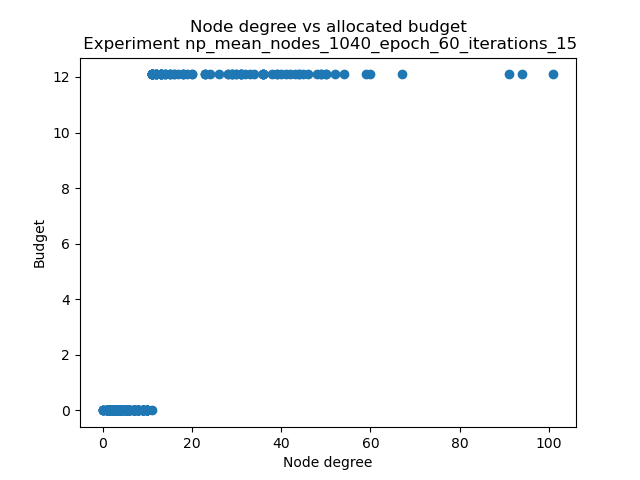 Node degree vs allocated budget
Experiment np_mean_nodes_1040_epoch_60_iterations_15
12
10
8
6
4
2
0
Budget
0 20 40 60 80 100
Node degree